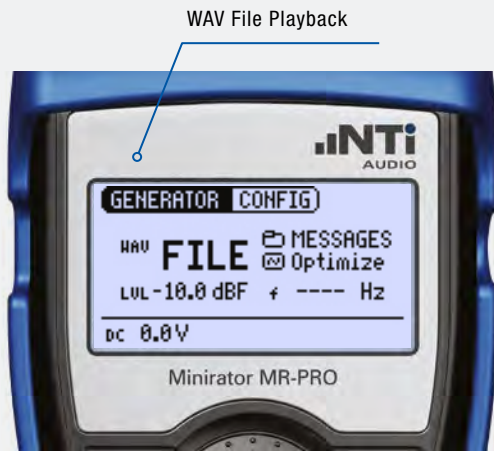 WAV File Playback
NTi
AUDIO
GENERATOR CONFIG
WAV FILE MESSAGES
Optimize
LVL -10.0 dBF f ---- Hz
DC 0.0V
Minirator MR-PRO